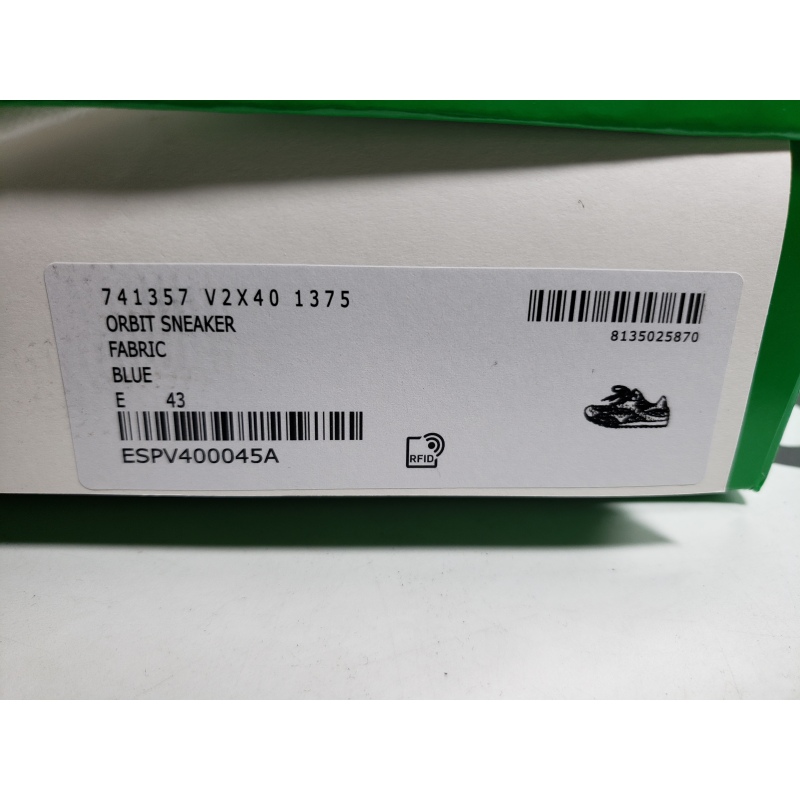 741357 V2X40 1375
ORBIT SNEAKER
FABRIC
BLUE
E 43
ESPV400045A
8135025870
RFID